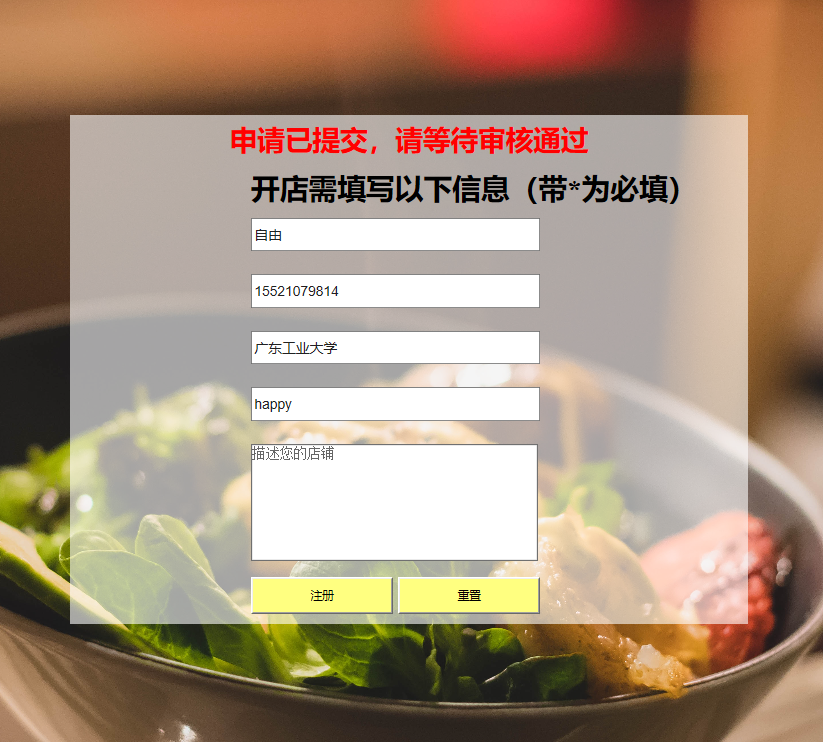 申请已提交，请等待审核通过
开店需填写以下信息（带*为必填）
自由
15521079814
广东工业大学
happy
描述您的店铺
注册 重置